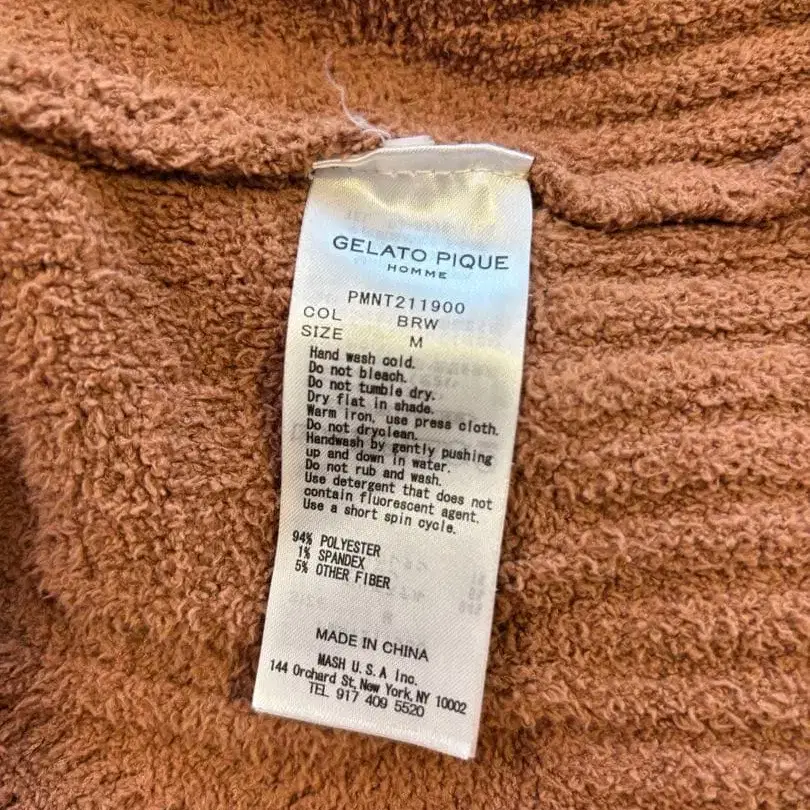 GELATO PIQUE
HOMME
PMNT211900
COL BRW
SIZE M
Hand wash cold.
Do not bleach.
Do not tumble dry.
Dry flat in shade.
Warm iron, use press cloth.
Do not dryclean.
Handwash by gently pushing
up and down in water.
Do not rub and wash.
Use detergent that does not
contain fluorescent agent.
Use a short spin cycle.
94% POLYESTER
1% SPANDEX
5% OTHER FIBER
MADE IN CHINA
MASH U.S.A Inc.
144 Orchard St, New York, NY 10002
TEL 917 409 5520